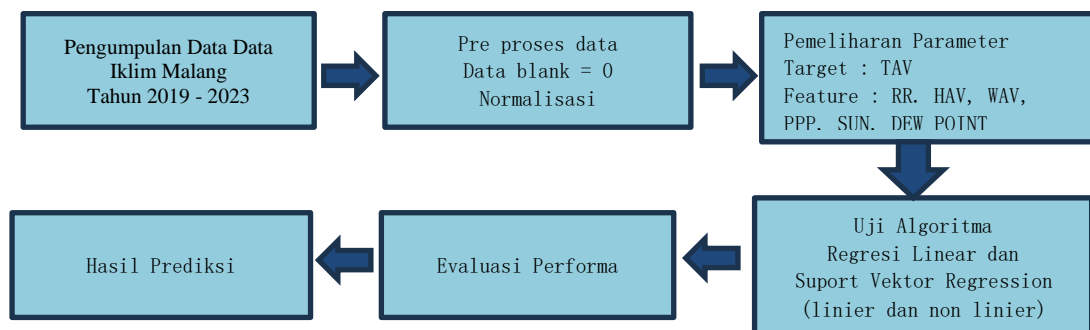 Pengumpulan Data Data
Iklim Malang
Tahun 2019 - 2023
Pre proses data
Data blank = 0
Normalisasi
Pemeliharan Parameter
Target : TAV
Feature : RR. HAV, WAV,
PPP. SUN. DEW POINT
Uji Algoritma
Regresi Linear dan
Suport Vektor Regression
(linier dan non linier)
Evaluasi Performa
Hasil Prediksi